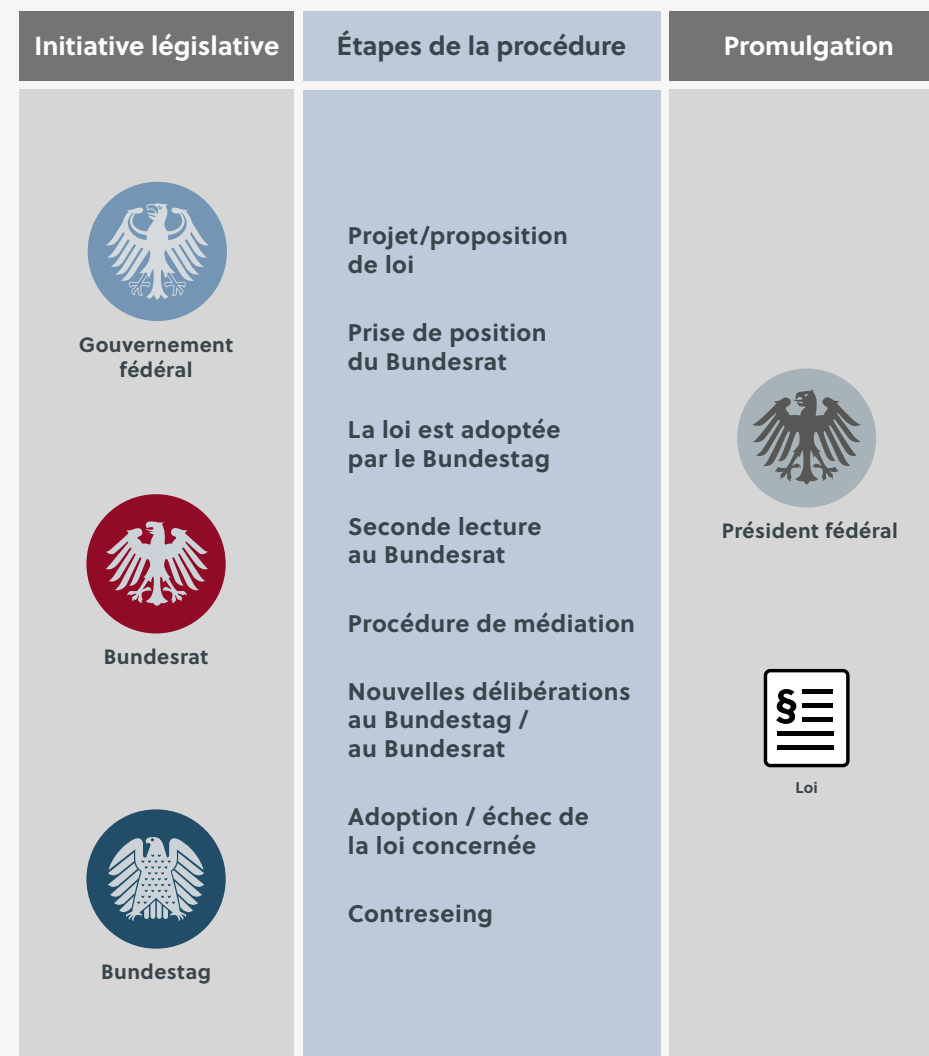 Initiative législative
Étapes de la procédure
Promulgation
Gouvernement
fédéral
Bundesrat
Bundestag
Projet/proposition
de loi
Prise de position
du Bundesrat
La loi est adoptée
par le Bundestag
Seconde lecture
au Bundesrat
Procédure de médiation
Nouvelles délibérations
au Bundestag /
au Bundesrat
Adoption / échec de
la loi concernée
Contreseing
Président fédéral
§
Loi